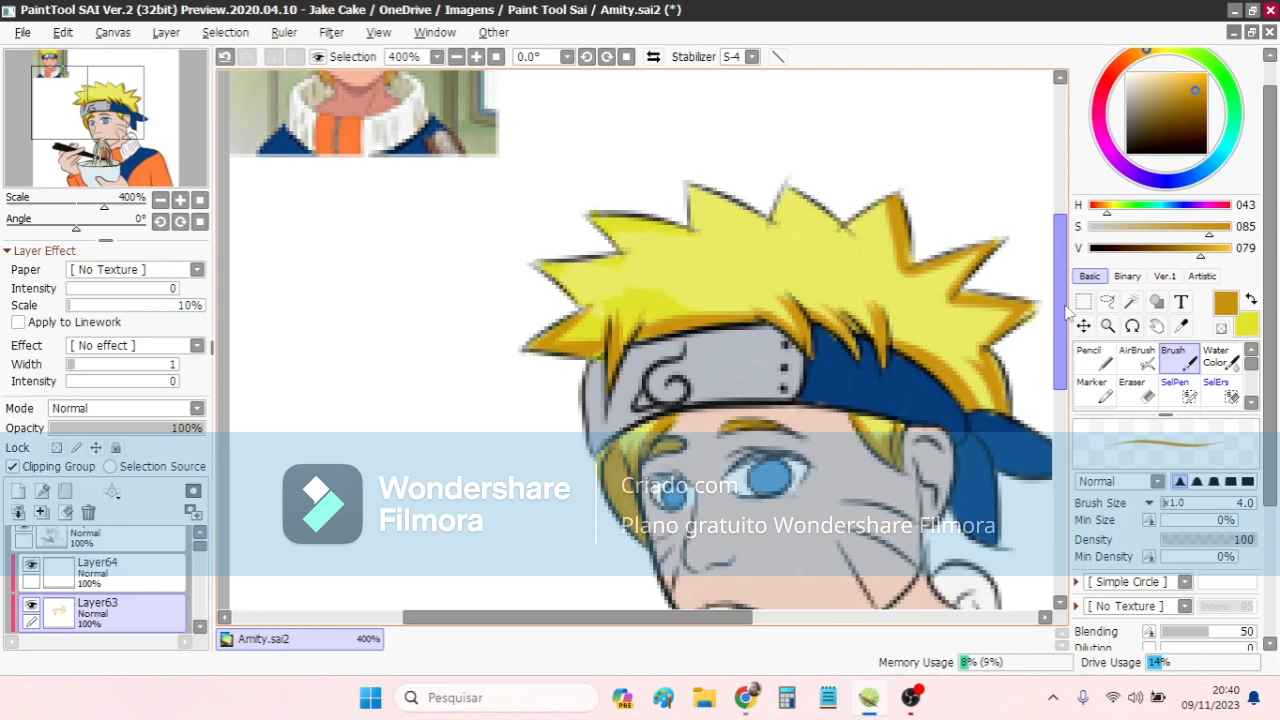 PaintTool SAI Ver.2 (32bit) Preview.2020.04.10 - Jake Cake / OneDrive / Imagens / Paint Tool Sai / Amity.sai2 (*)
File Edit Canvas Layer Selection Ruler Filter View Window Other
Selection 400% 0.0° Stabilizer S-4
Scale 400%
Angle 0°
Layer Effect
Paper [ No Texture ]
Intensity 0
Scale 10%
Apply to Linework
Effect [ No effect ]
Width 1
Intensity 0
Mode Normal
Opacity 100%
Lock
Clipping Group Selection Source
Normal
100%
Layer64
Normal
100%
Layer63
Normal
100%
Wondershare
Filmora
Criado com
Plano gratuito Wondershare Filmora
H 043
S 085
V 079
Basic Binary Ver.1 Artistic
T
Pencil AirBrush Brush Water Color
Marker Eraser SelPen SelErs
Normal
Brush Size x1.0 4.0
Min Size 0%
Density 100
Min Density 0%
[ Simple Circle ]
[ No Texture ] Intens. 95
Blending 50
Dilution 0
Amity.sai2 400%
Memory Usage 8% (9%) Drive Usage 14%
Pesquisar
PRE
20:40
09/11/2023